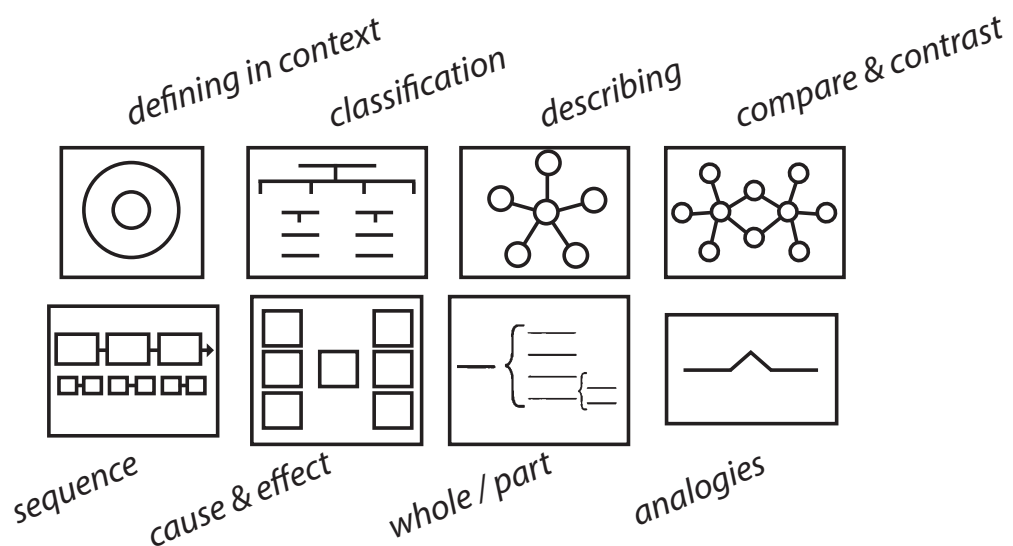 defining in context
classification
describing
compare & contrast
sequence
cause & effect
whole / part
analogies